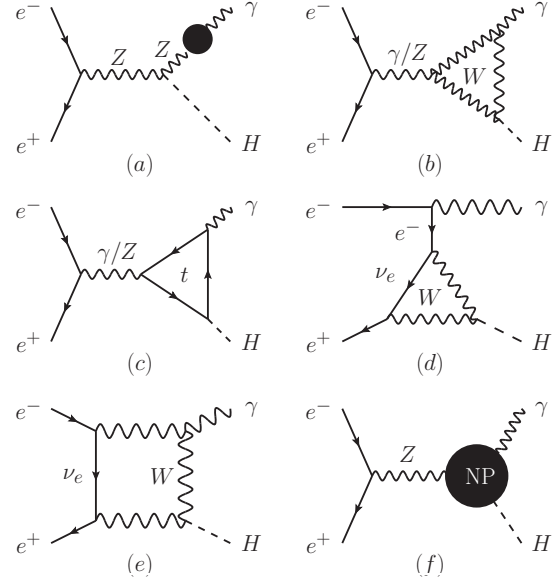 e⁻ γ e⁻ γ
Z Z γ/Z W
e⁺ H e⁺ H
(a) (b)
e⁻ γ e⁻ γ
γ/Z t e⁻ νₑ W
e⁺ H e⁺ H
(c) (d)
e⁻ γ e⁻ γ
νₑ W Z NP
e⁺ H e⁺ H
(e) (f)